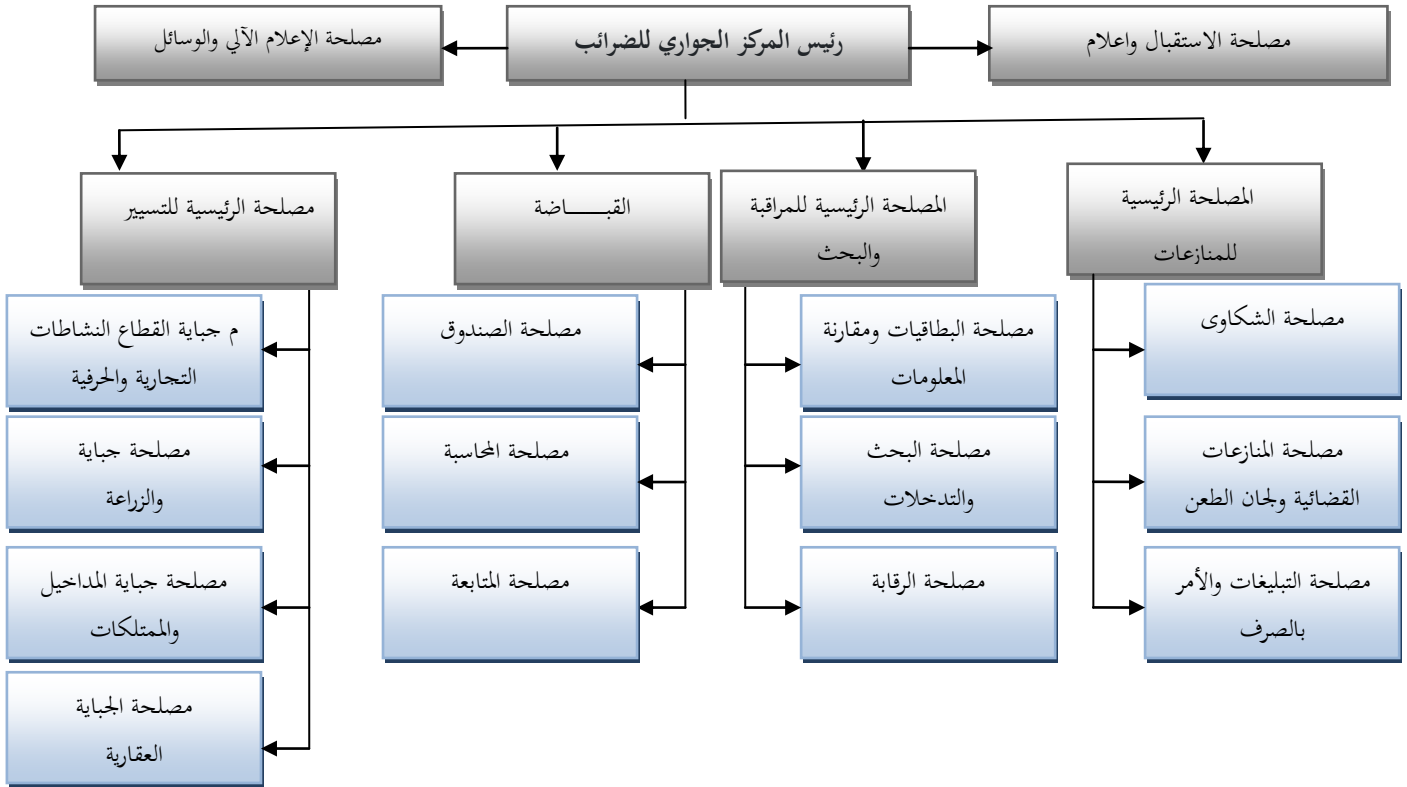 مصلحة الاستقبال واعلام
رئيس المركز الجواري للضرائب
مصلحة الإعلام الآلي والوسائل
المصلحة الرئيسية
للمنازعات
المصلحة الرئيسية للمراقبة
والبحث
القبـــــــاضة
مصلحة الرئيسية للتسيير
مصلحة الشكاوى
مصلحة المنازعات
القضائية ولجان الطعن
مصلحة التبليغات والأمر
بالصرف
مصلحة البطاقيات ومقارنة
المعلومات
مصلحة البحث
والتدخلات
مصلحة الرقابة
مصلحة الصندوق
مصلحة المحاسبة
مصلحة المتابعة
م جباية القطاع النشاطات
التجارية والحرفية
مصلحة جباية
والزراعة
مصلحة جباية المداخيل
والممتلكات
مصلحة الجباية
العقارية